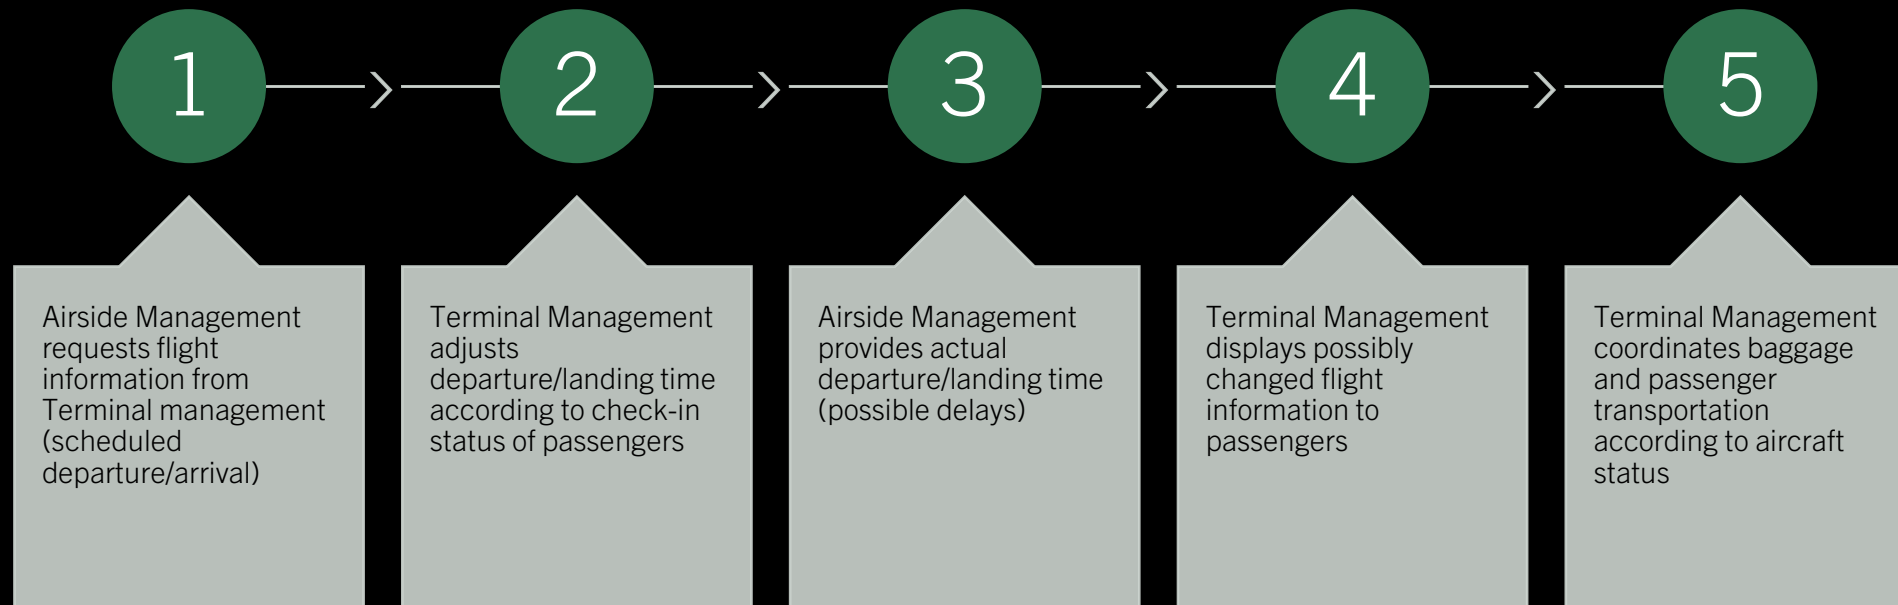 1
2
3
4
5
Airside Management
requests flight
information from
Terminal management
(scheduled
departure/arrival)
Terminal Management
adjusts
departure/landing time
according to check-in
status of passengers
Airside Management
provides actual
departure/landing time
(possible delays)
Terminal Management
displays possibly
changed flight
information to
passengers
Terminal Management
coordinates baggage
and passenger
transportation
according to aircraft
status